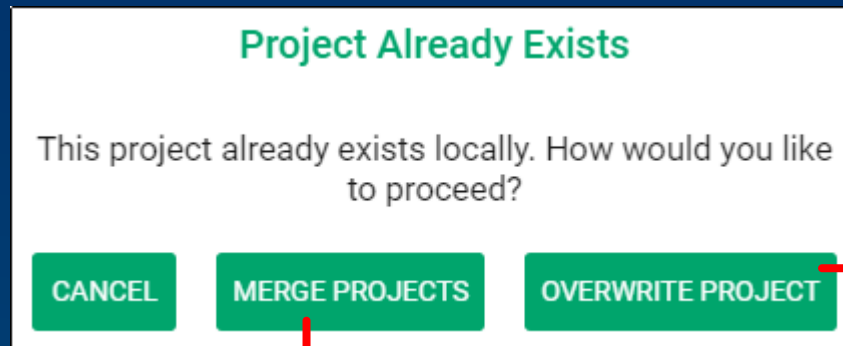 Project Already Exists
This project already exists locally. How would you like
to proceed?
CANCEL MERGE PROJECTS OVERWRITE PROJECT